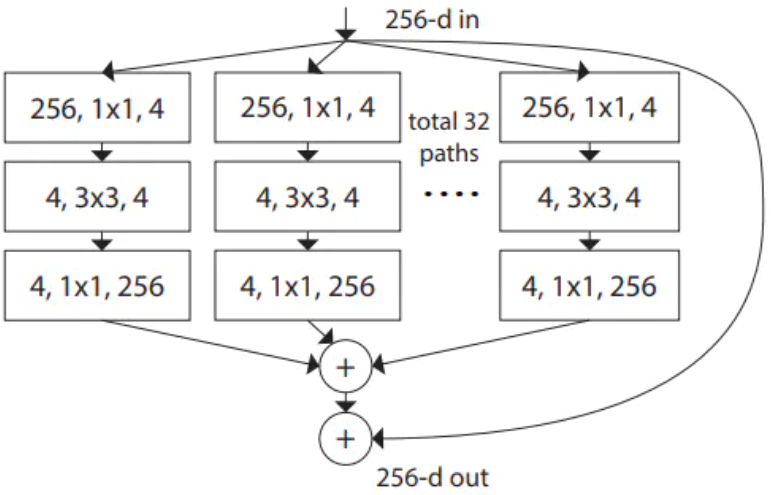 256-d in
256, 1x1, 4
256, 1x1, 4
total 32
paths
256, 1x1, 4
4, 3x3, 4
4, 3x3, 4
....
4, 3x3, 4
4, 1x1, 256
4, 1x1, 256
4, 1x1, 256
+
+
256-d out